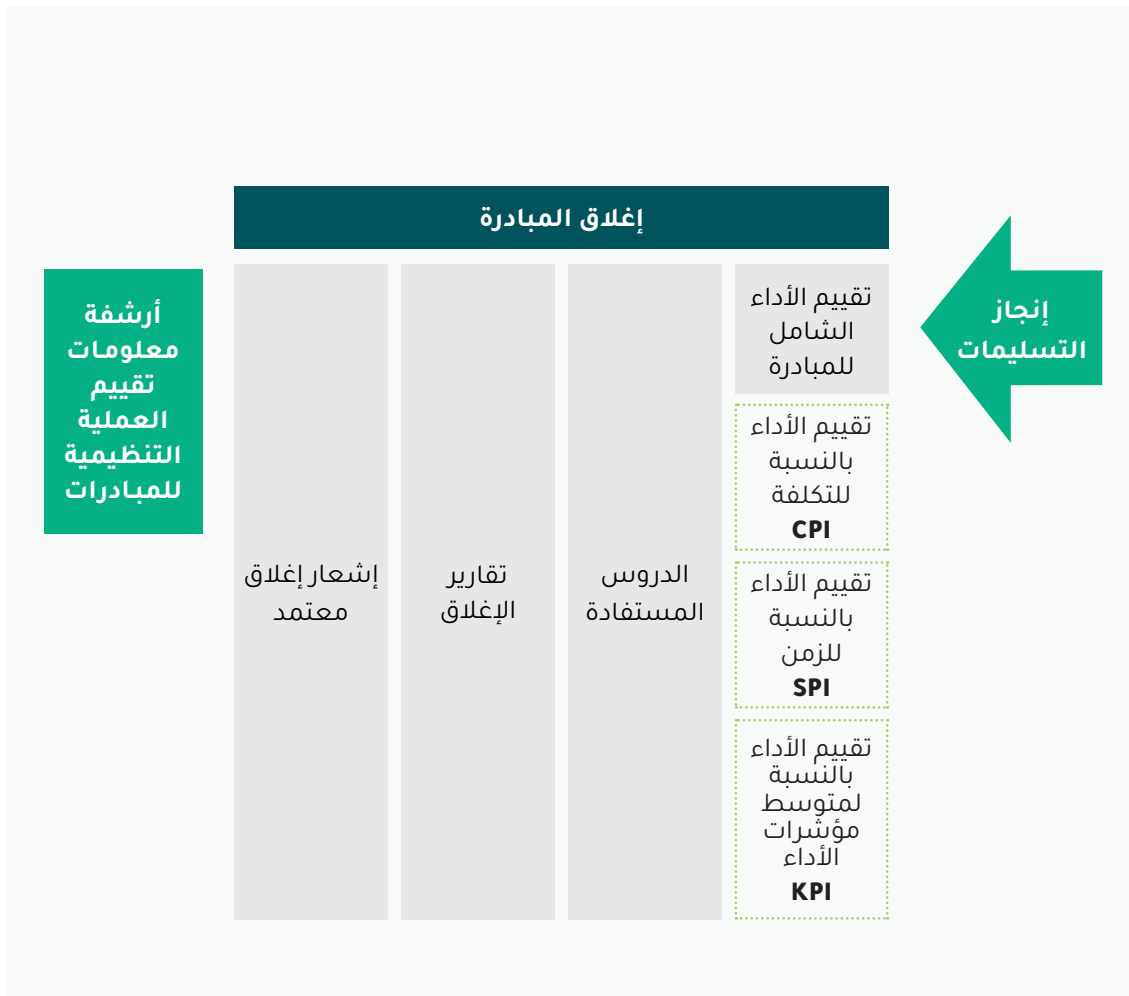 إغلاق المبادرة
إنجاز
التسليمات
تقييم الأداء
الشامل
للمبادرة
تقييم الأداء
بالنسبة
للتكلفة
CPI
تقييم الأداء
بالنسبة
للزمن
SPI
تقييم الأداء
بالنسبة
لمتوسط
مؤشرات
الأداء
KPI
الدروس
المستفادة
تقارير
الإغلاق
إشعار إغلاق
معتمد
أرشفة
معلومات
تقييم
العملية
التنظيمية
للمبادرات